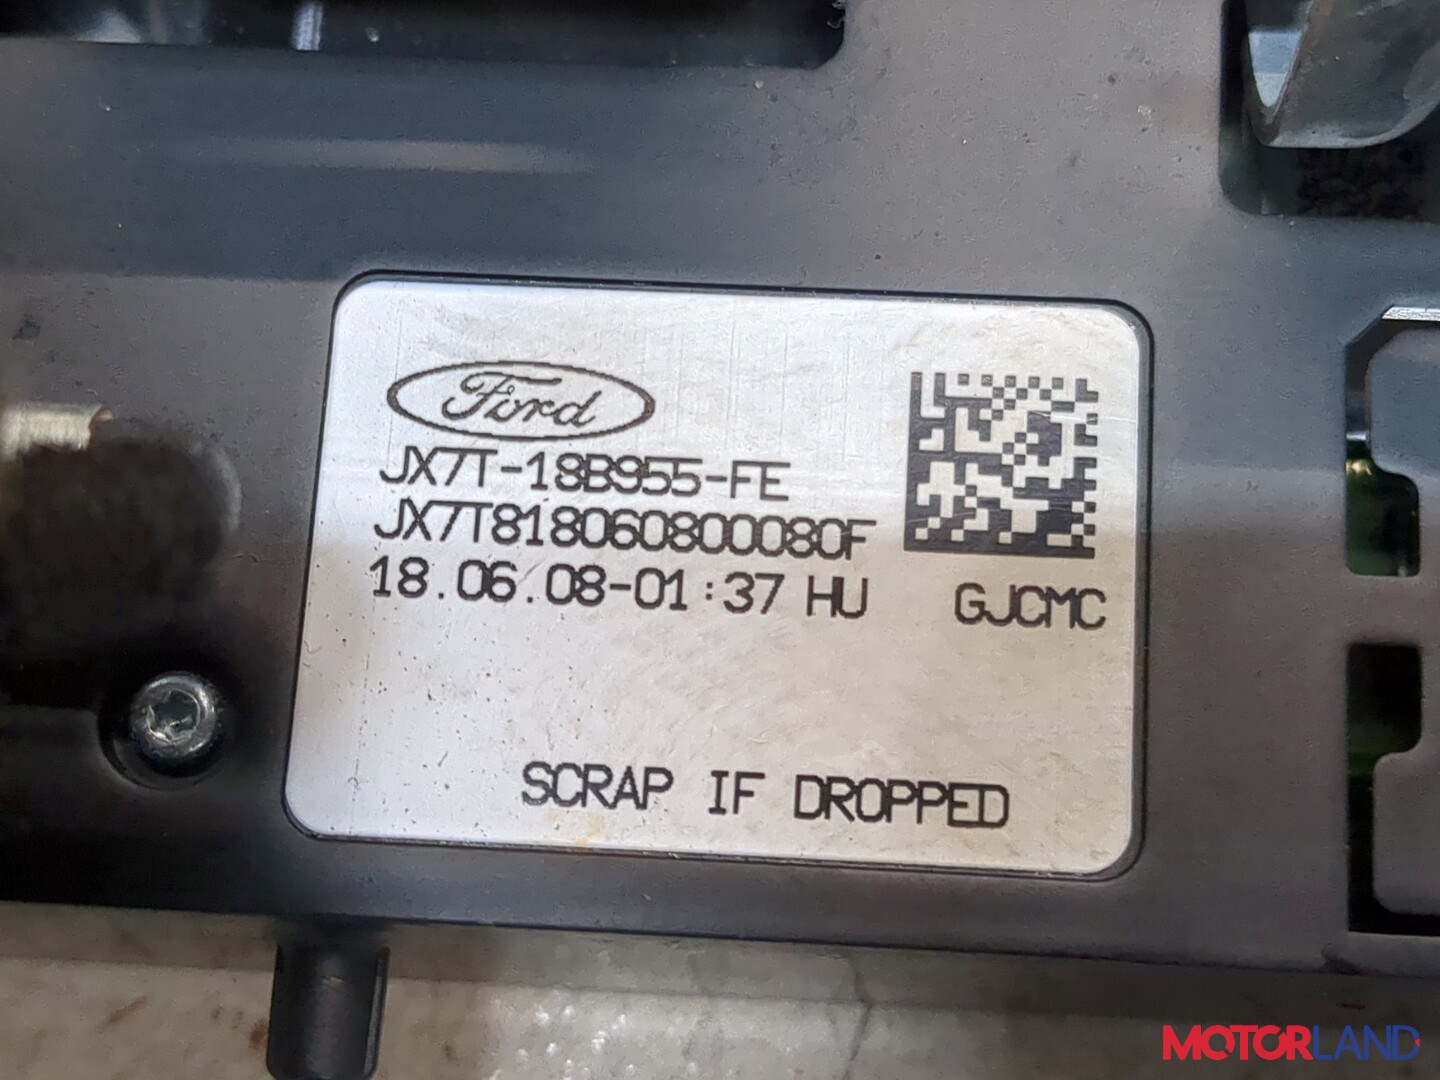 Ford
JX7T-18B955-FE
JX7T818060800080F
18.06.08-01:37 HU GJCMC
SCRAP IF DROPPED
MOTORLAND